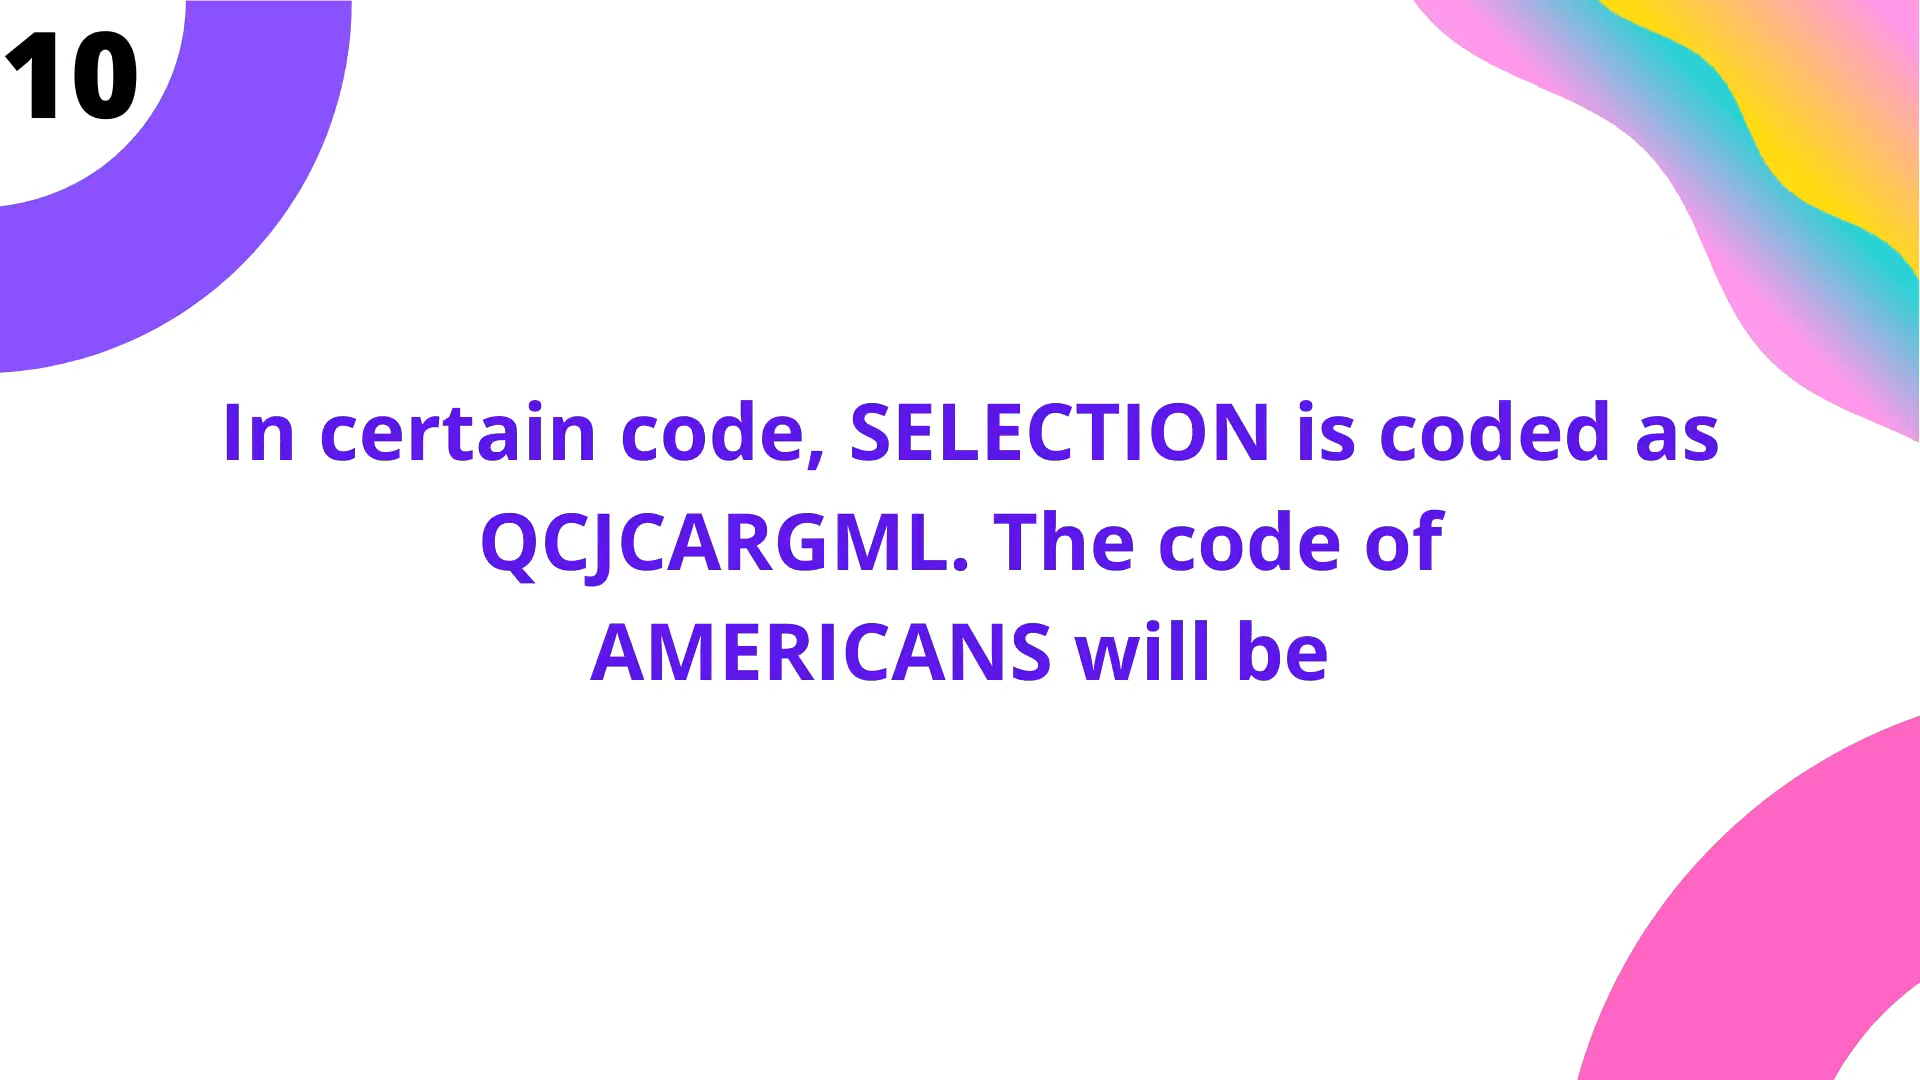 10
In certain code, SELECTION is coded as
QCJCARGML. The code of
AMERICANS will be